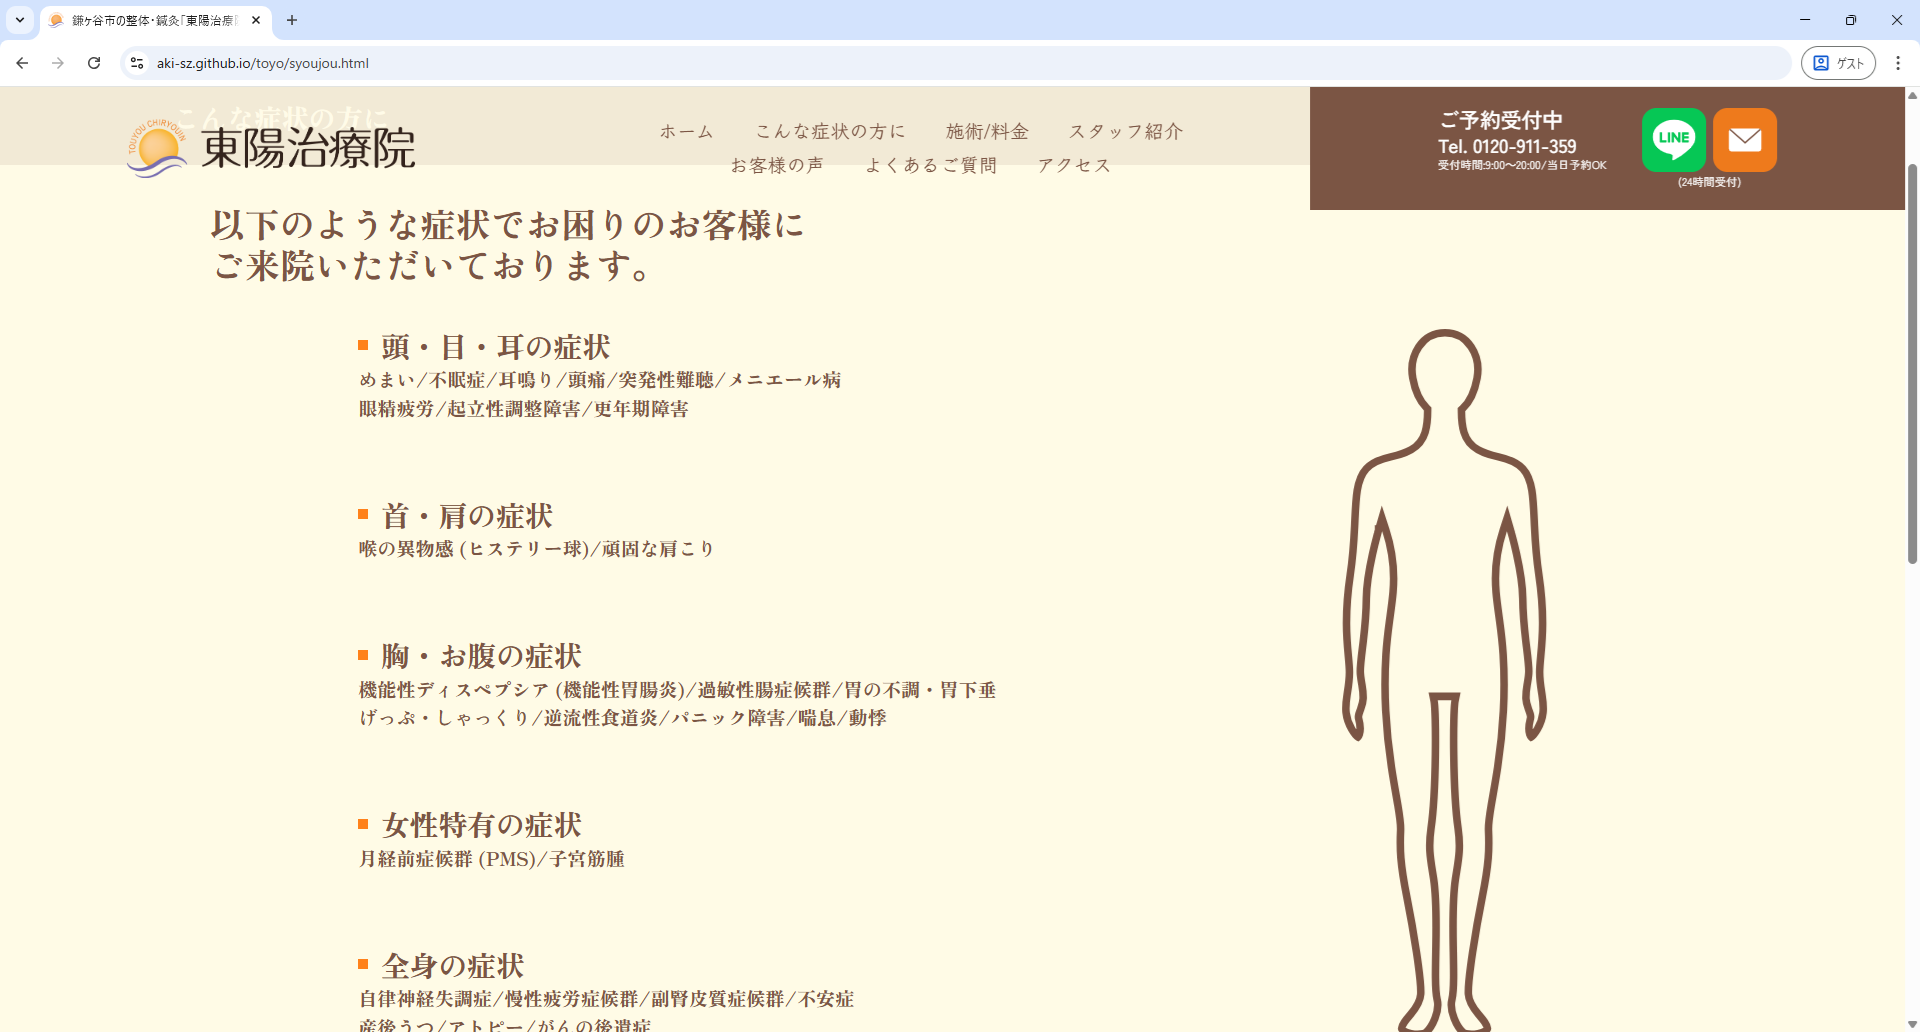 鎌ヶ谷市の整体・鍼灸「東陽治療
aki-sz.github.io/toyo/syoujou.html
ゲスト
こんな症状の方に
TOUYOU CHIRYOUIN
東陽治療院
ホーム
こんな症状の方に
施術/料金
スタッフ紹介
お客様の声
よくあるご質問
アクセス
ご予約受付中
Tel. 0120-911-359
受付時間:9:00〜20:00/当日予約OK
LINE
(24時間受付)
以下のような症状でお困りのお客様に
ご来院いただいております。
頭・目・耳の症状
めまい/不眠症/耳鳴り/頭痛/突発性難聴/メニエール病
眼精疲労/起立性調整障害/更年期障害
首・肩の症状
喉の異物感 (ヒステリー球)/頑固な肩こり
胸・お腹の症状
機能性ディスペプシア (機能性胃腸炎)/過敏性腸症候群/胃の不調・胃下垂
げっぷ・しゃっくり/逆流性食道炎/パニック障害/喘息/動悸
女性特有の症状
月経前症候群 (PMS)/子宮筋腫
全身の症状
自律神経失調症/慢性疲労症候群/副腎皮質症候群/不安症
産後うつ/アトピー/がんの後遺症